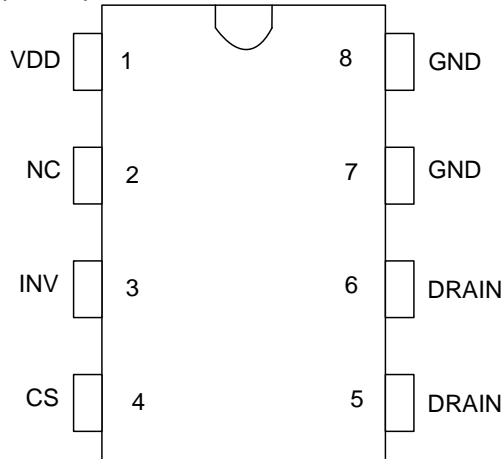 VDD 1 8 GND
NC 2 7 GND
INV 3 6 DRAIN
CS 4 5 DRAIN